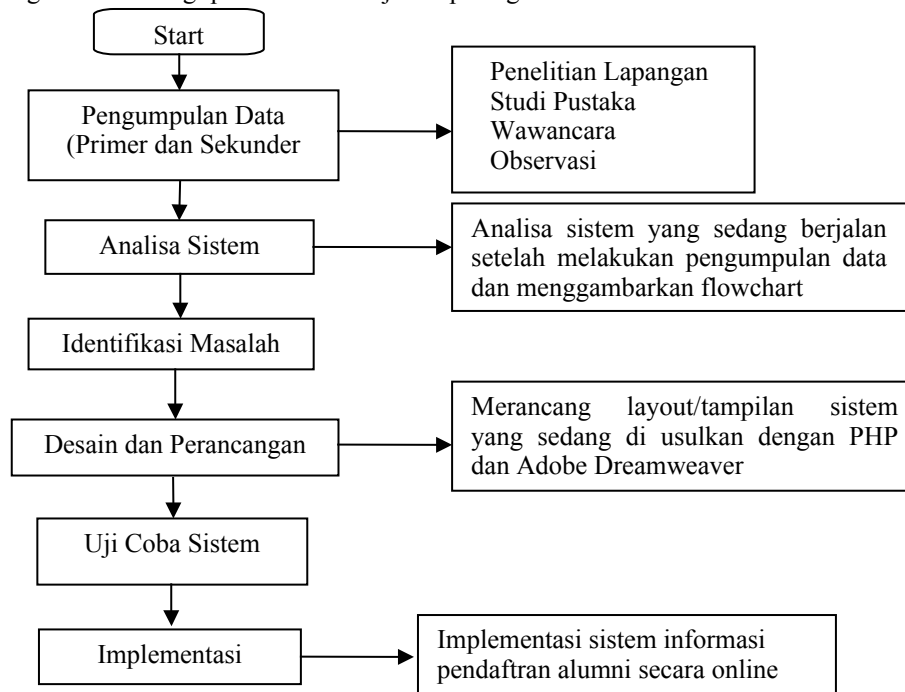 Start
Pengumpulan Data
(Primer dan Sekunder
Penelitian Lapangan
Studi Pustaka
Wawancara
Observasi
Analisa Sistem
Analisa sistem yang sedang berjalan
setelah melakukan pengumpulan data
dan menggambarkan flowchart
Identifikasi Masalah
Desain dan Perancangan
Merancang layout/tampilan sistem
yang sedang di usulkan dengan PHP
dan Adobe Dreamweaver
Uji Coba Sistem
Implementasi
Implementasi sistem informasi
pendaftran alumni secara online